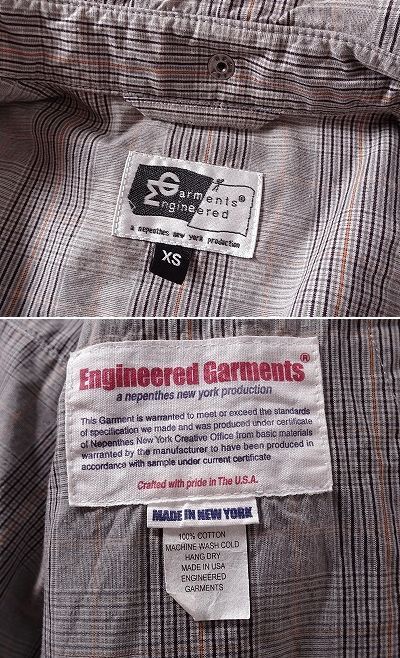 Garments®
Engineered
a nepenthes new york production
XS
Engineered Garments®
a nepenthes new york production
This Garment is warranted to meet or exceed the standards
of specification we made and was produced under certificate
of Nepenthes New York Creative Office from basic materials
warranted by the manufacturer to have been produced in
accordance with sample under current certificate
Crafted with pride in The U.S.A.
MADE IN NEW YORK
100% COTTON
MACHINE WASH COLD
HANG DRY
MADE IN USA
ENGINEERED
GARMENTS